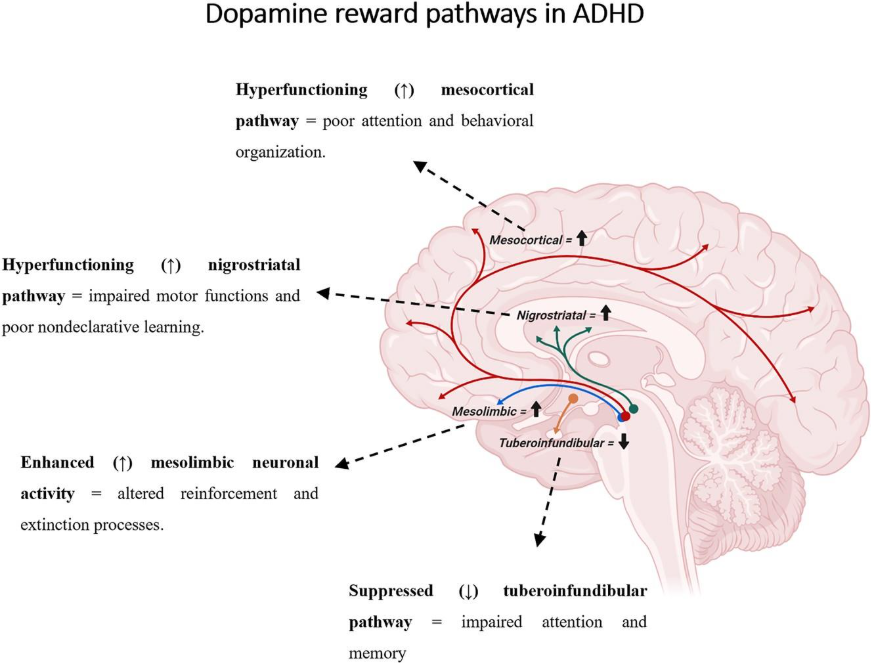 Dopamine reward pathways in ADHD
Hyperfunctioning (↑) mesocortical
pathway = poor attention and behavioral
organization.
Mesocortical = ⬆
Hyperfunctioning (↑) nigrostriatal
pathway = impaired motor functions and
poor nondeclarative learning.
Nigrostriatal = ⬆
Mesolimbic = ⬆
Tuberoinfundibular = ⬇
Enhanced (↑) mesolimbic neuronal
activity = altered reinforcement and
extinction processes.
Suppressed (↓) tuberoinfundibular
pathway = impaired attention and
memory